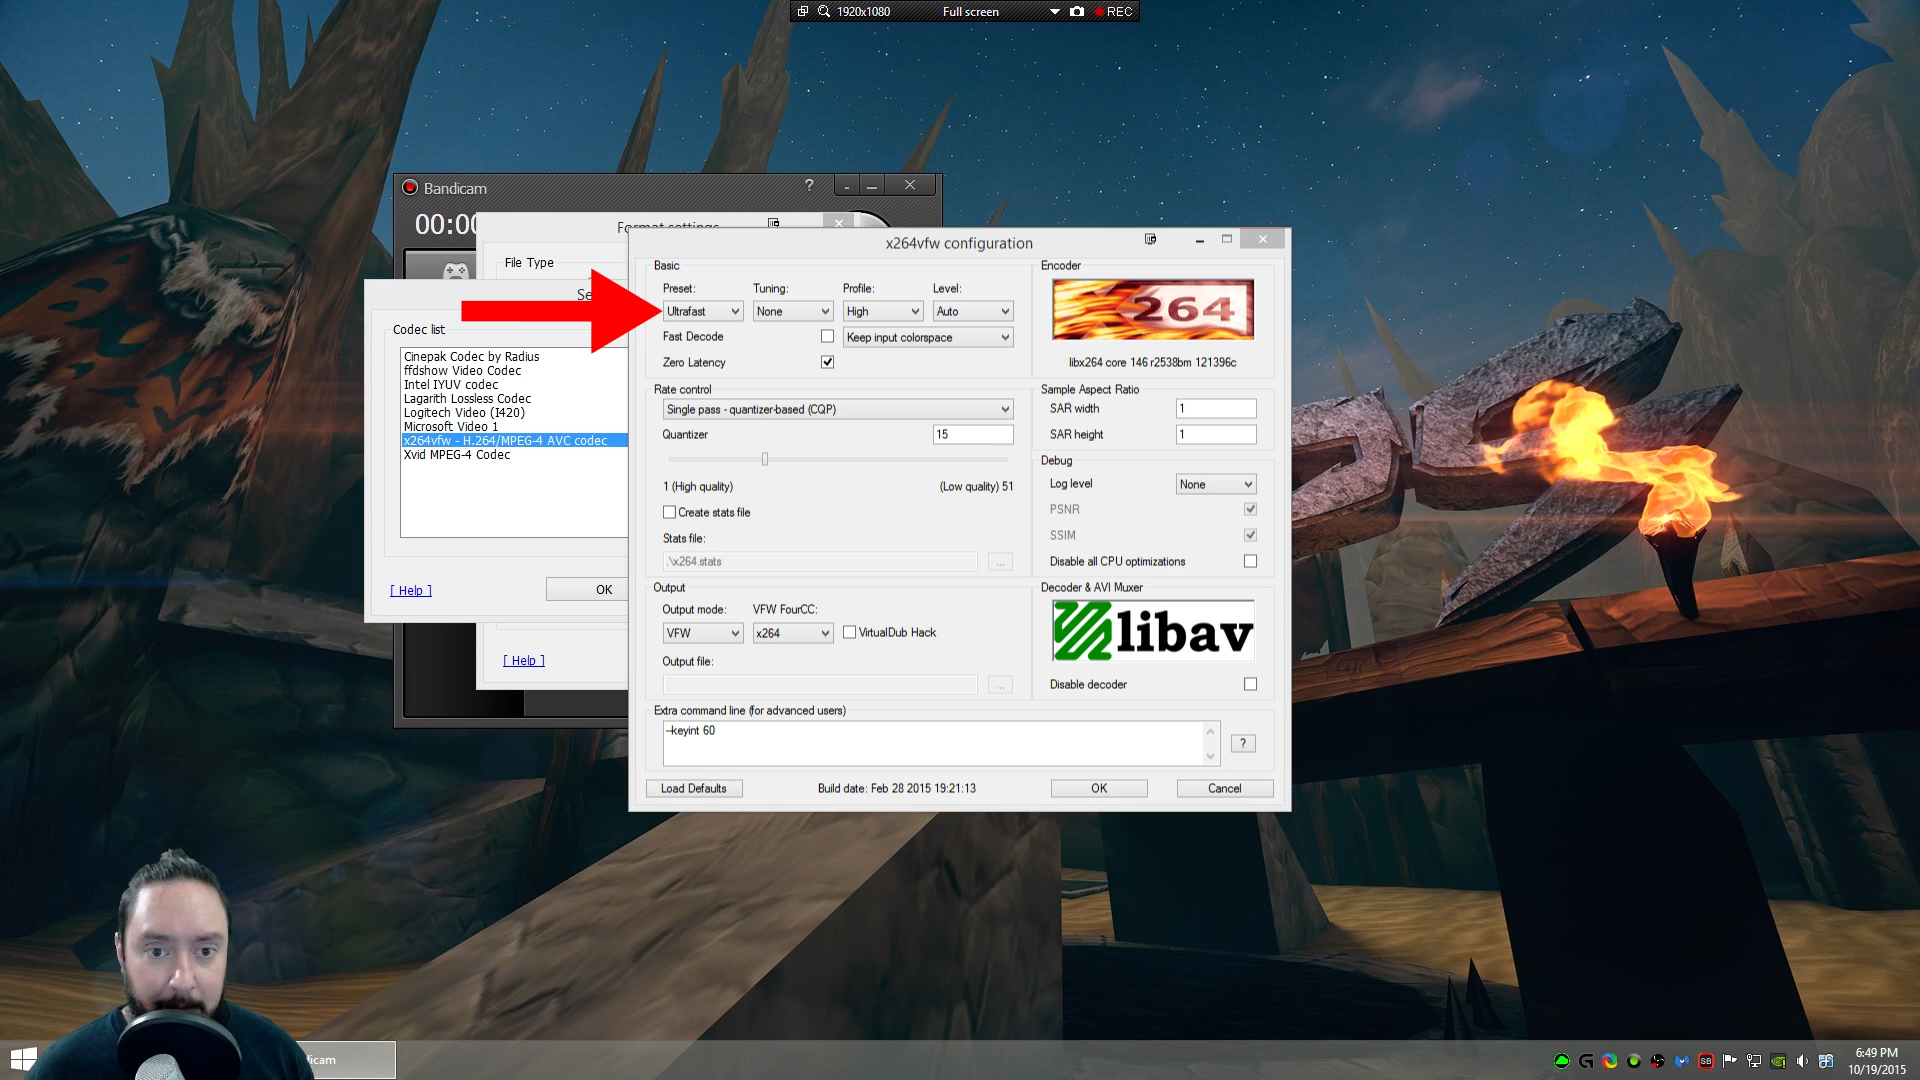 1920x1080 Full screen REC
Bandicam ?
00:00
Format settings
File Type
Se
Codec list
Cinepak Codec by Radius
ffdshow Video Codec
Intel IYUV codec
Lagarith Lossless Codec
Logitech Video (I420)
Microsoft Video 1
x264vfw - H.264/MPEG-4 AVC codec
Xvid MPEG-4 Codec
[ Help ]
OK
[ Help ]
x264vfw configuration
Basic
Preset: Tuning: Profile: Level:
Ultrafast None High Auto
Fast Decode Keep input colorspace
Zero Latency
Rate control
Single pass - quantizer-based (CQP)
Quantizer 15
1 (High quality) (Low quality) 51
Create stats file
Stats file:
.\x264.stats ...
Output
Output mode: VFW FourCC:
VFW x264 VirtualDub Hack
Output file:
...
Encoder
264
libx264 core 146 r2538bm 121396c
Sample Aspect Ratio
SAR width 1
SAR height 1
Debug
Log level None
PSNR
SSIM
Disable all CPU optimizations
Decoder & AVI Muxer
libav
Disable decoder
Extra command line (for advanced users)
--keyint 60
?
Load Defaults Build date: Feb 28 2015 19:21:13 OK Cancel
dicam
SB
6:49 PM
10/19/2015